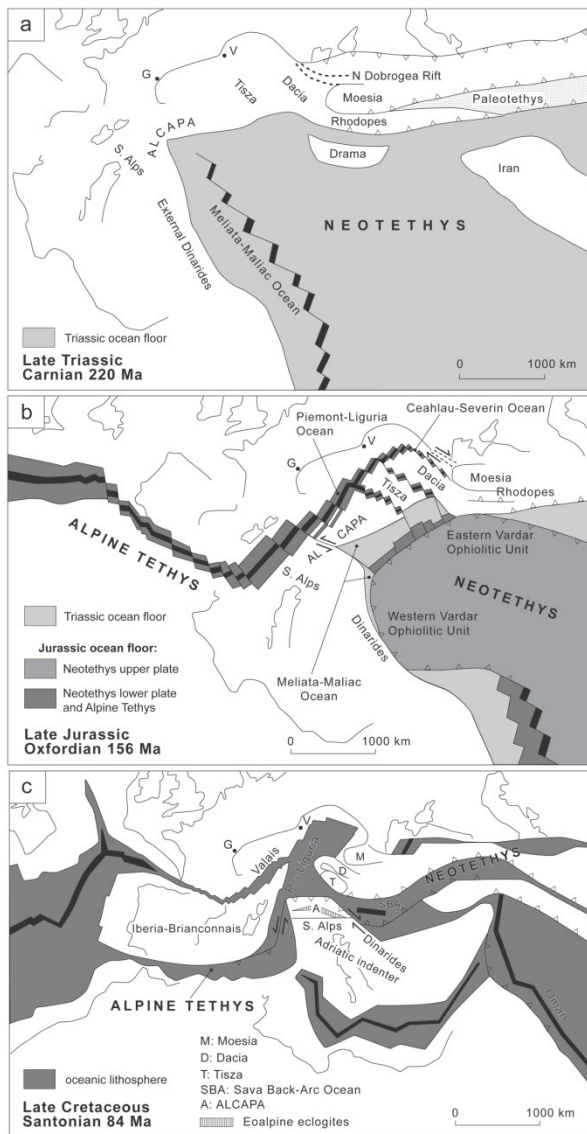 a
V
G
N Dobrogea Rift
Tisza
Dacia
Moesia
Paleotethys
Rhodopes
ALCAPA
S. Alps
Drama
Iran
External Dinarides
Meliata-Maliac Ocean
NEOTETHYS
Triassic ocean floor
Late Triassic
Carnian 220 Ma
0 1000 km
b
Piemont-Liguria
Ocean
Ceahlau-Severin Ocean
V
G
Tisza
Dacia
Moesia
Rhodopes
ALPINE TETHYS
AL
CAPA
S. Alps
Eastern Vardar
Ophiolitic Unit
NEOTETHYS
Western Vardar
Ophiolitic Unit
Dinarides
Meliata-Maliac
Ocean
Triassic ocean floor
Jurassic ocean floor:
Neotethys upper plate
Neotethys lower plate
and Alpine Tethys
Late Jurassic
Oxfordian 156 Ma
0 1000 km
c
V
G
Valais
P.- Liguria
M
D
T
NEOTETHYS
SBA
A
S. Alps
Iberia-Brianconnais
Dinarides
Adriatic indenter
ALPINE TETHYS
Oman
M: Moesia
D: Dacia
T: Tisza
SBA: Sava Back-Arc Ocean
A: ALCAPA
Eoalpine eclogites
oceanic lithosphere
Late Cretaceous
Santonian 84 Ma
0 1000 km